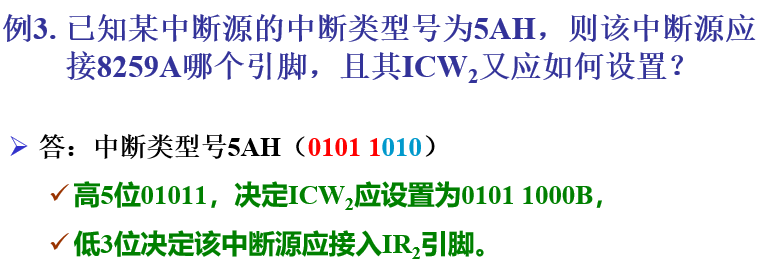 例3. 已知某中断源的中断类型号为5AH，则该中断源应
接8259A哪个引脚，且其ICW₂又应如何设置？
➢ 答：中断类型号5AH（0101 1010）
✓高5位01011，决定ICW₂应设置为0101 1000B，
✓低3位决定该中断源应接入IR₂引脚。